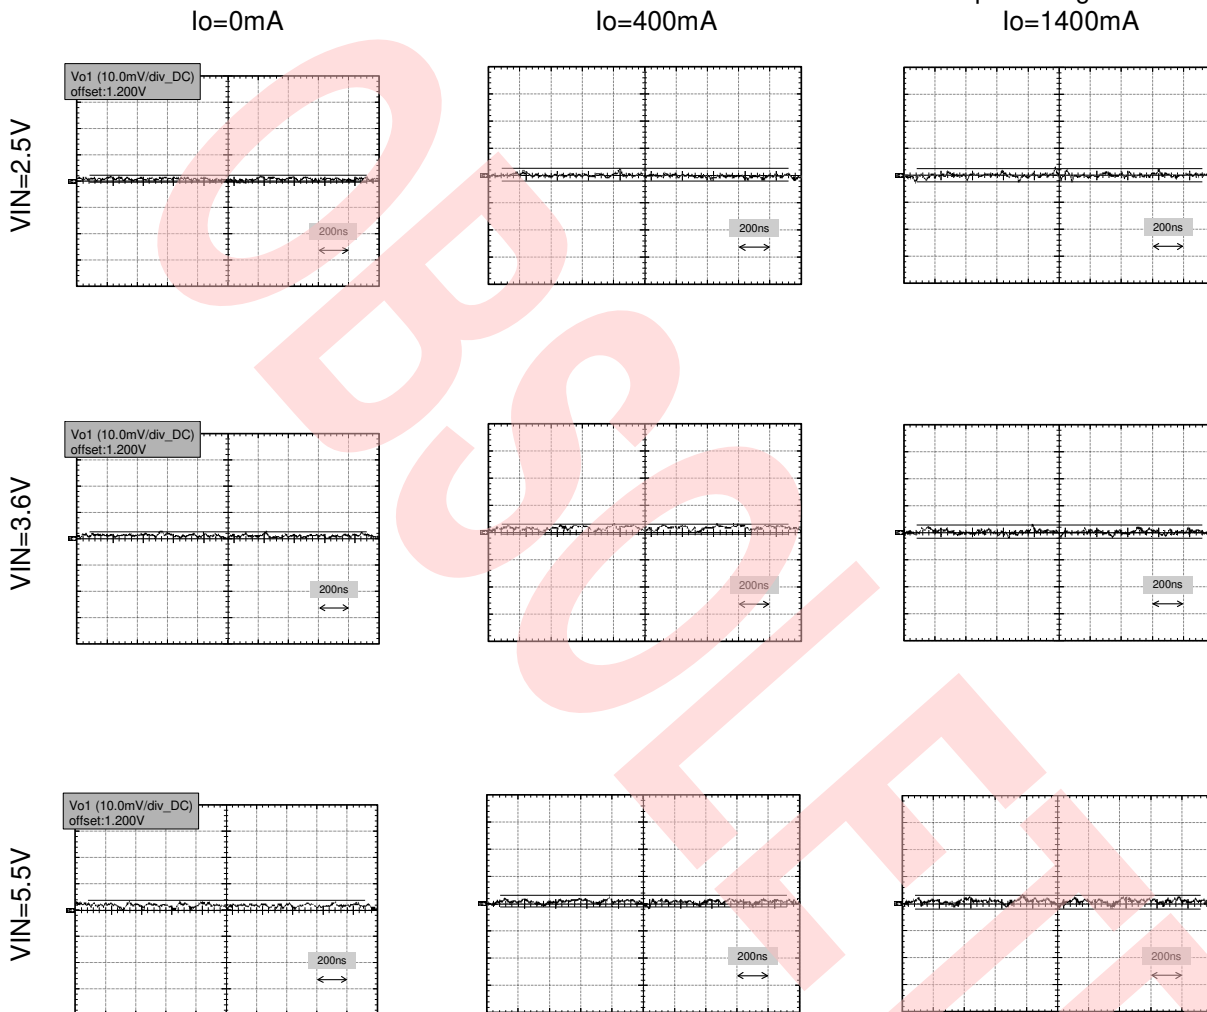 Io=0mA
Io=400mA
Io=1400mA
VIN=2.5V
Vo1 (10.0mV/div_DC)
offset:1.200V
200ns
200ns
200ns
VIN=3.6V
Vo1 (10.0mV/div_DC)
offset:1.200V
200ns
200ns
200ns
VIN=5.5V
Vo1 (10.0mV/div_DC)
offset:1.200V
200ns
200ns
200ns
OBSOLET